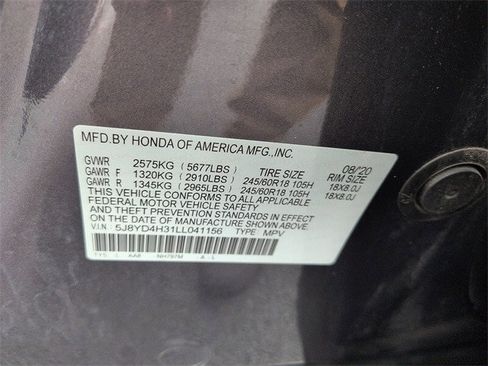 MFD.BY HONDA OF AMERICA MFG.,INC.
GVWR 2575KG (5677LBS) TIRE SIZE 08/20 RIM SIZE
GAWR F 1320KG (2910LBS) 245/60R18 105H 18X8.0J
GAWR R 1345KG (2965LBS) 245/60R18 105H 18X8.0J
THIS VEHICLE CONFORMS TO ALL APPLICABLE
FEDERAL MOTOR VEHICLE SAFETY
AND THEFT PREVENTION STANDARDS IN EFFECT
ON THE DATE OF MANUFACTURE SHOWN ABOVE.
V.I.N: 5J8YD4H31LL041156 TYPE MPV
TYS AA8 NH797M A